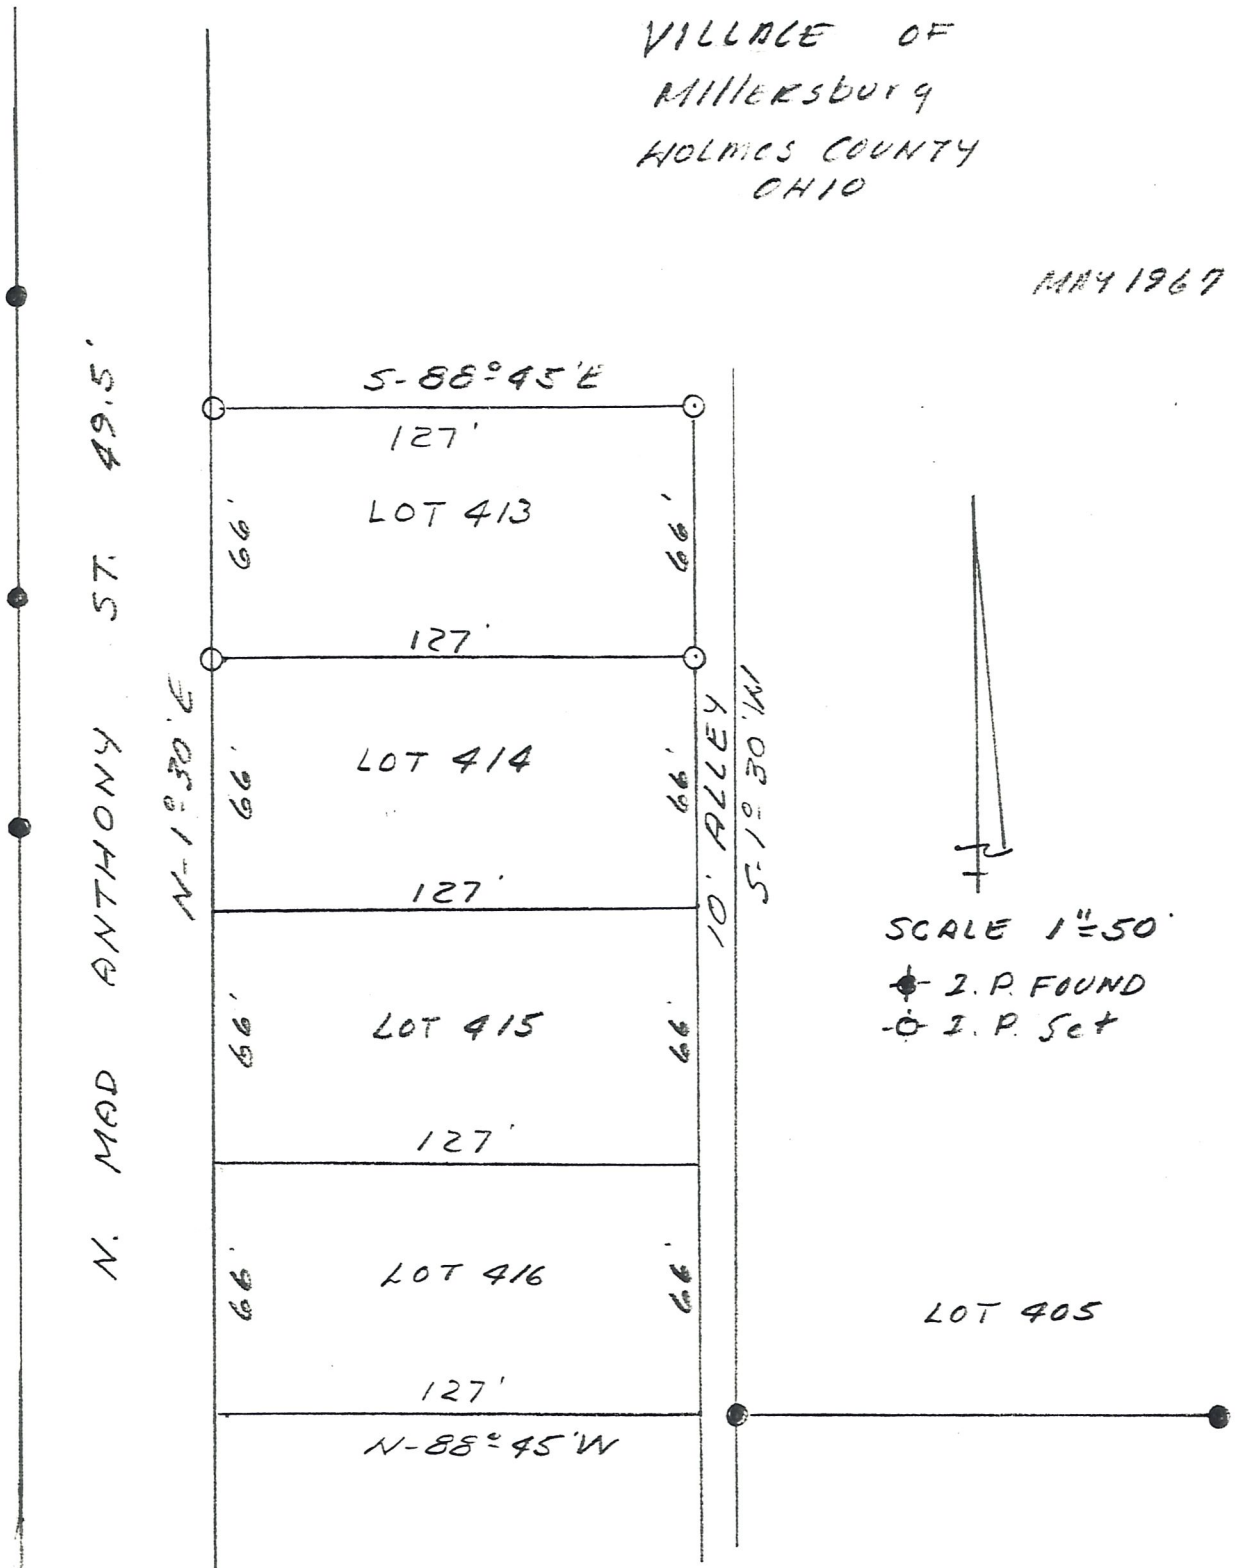 VILLAGE OF
Millersburg
HOLMES COUNTY
OHIO
MAY 1967
N. MAD ANTHONY ST. 49.5'
S-88°45'E
127'
LOT 413
66'
66'
127'
N-1°30'E
LOT 414
66'
66'
10' ALLEY
S-1°30'W
127'
LOT 415
66'
66'
127'
LOT 416
66'
66'
127'
N-88°45'W
SCALE 1"=50'
I.P. FOUND
I.P. Set
LOT 405